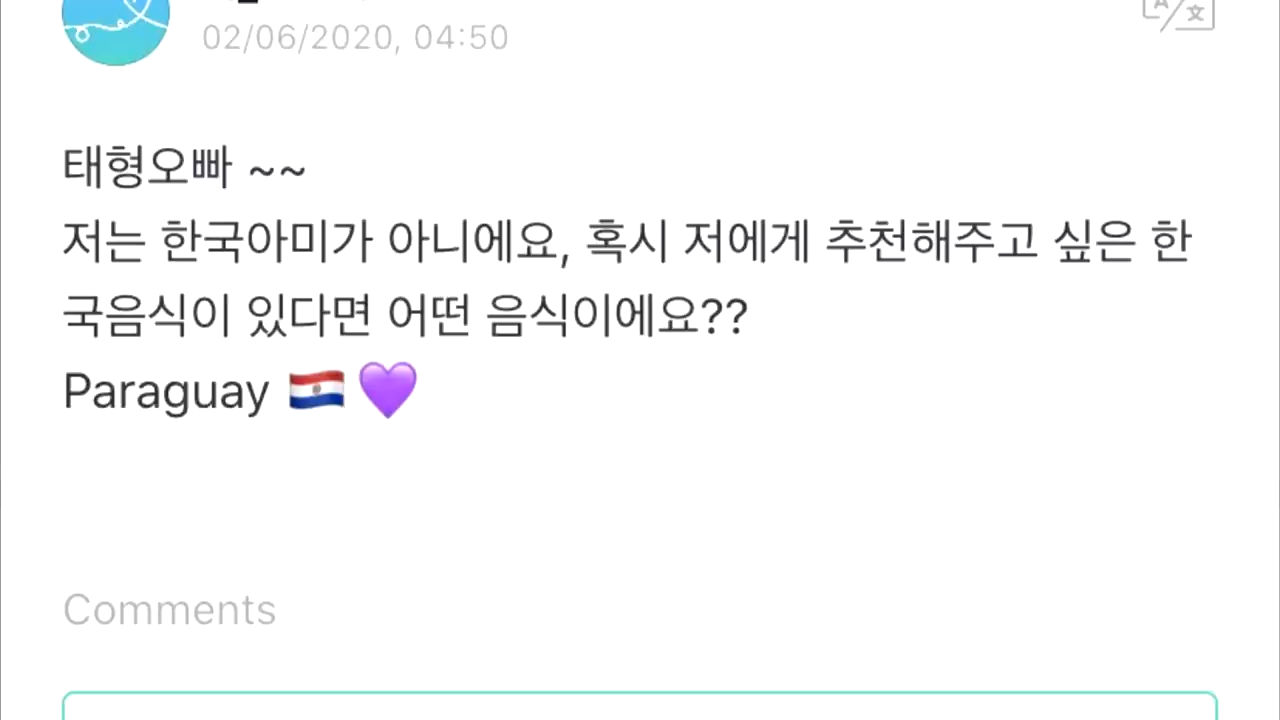 02/06/2020, 04:50
태형오빠 ~~
저는 한국아미가 아니에요, 혹시 저에게 추천해주고 싶은 한
국음식이 있다면 어떤 음식이에요??
Paraguay 🇵🇾 💜
Comments